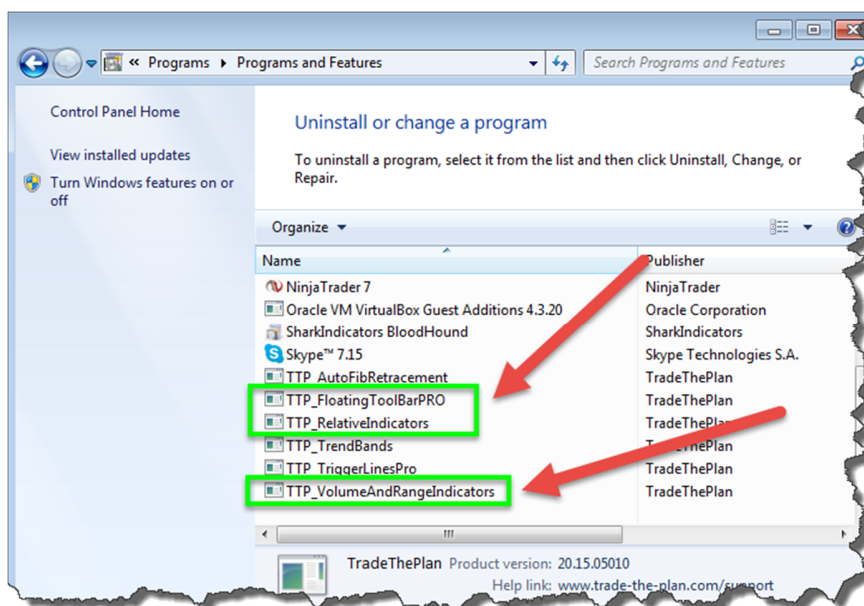 « Programs ▸ Programs and Features
Search Programs and Features
Control Panel Home
View installed updates
Turn Windows features on or
off
Uninstall or change a program
To uninstall a program, select it from the list and then click Uninstall, Change, or
Repair.
Organize
Name Publisher
NinjaTrader 7 NinjaTrader
Oracle VM VirtualBox Guest Additions 4.3.20 Oracle Corporation
SharkIndicators BloodHound SharkIndicators
Skype™ 7.15 Skype Technologies S.A.
TTP_AutoFibRetracement TradeThePlan
TTP_FloatingToolBarPRO TradeThePlan
TTP_RelativeIndicators TradeThePlan
TTP_TrendBands TradeThePlan
TTP_TriggerLinesPro TradeThePlan
TTP_VolumeAndRangeIndicators TradeThePlan
TradeThePlan Product version: 20.15.05010
Help link: www.trade-the-plan.com/support